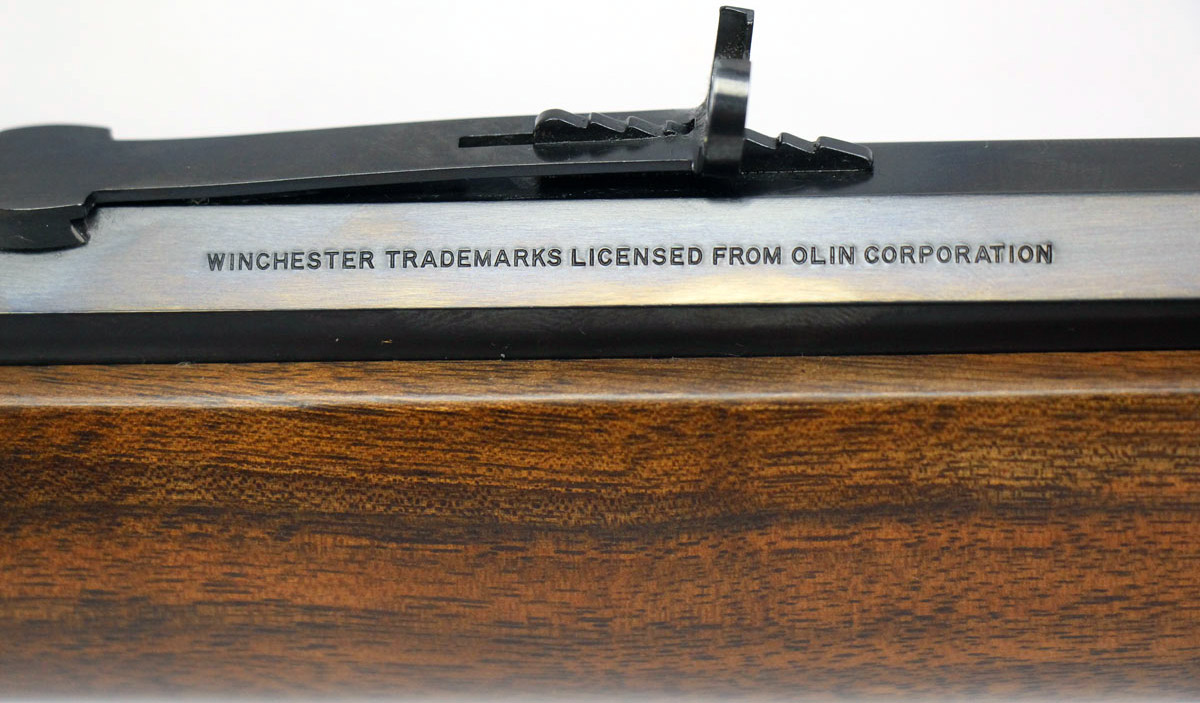 WINCHESTER TRADEMARKS LICENSED FROM OLIN CORPORATION